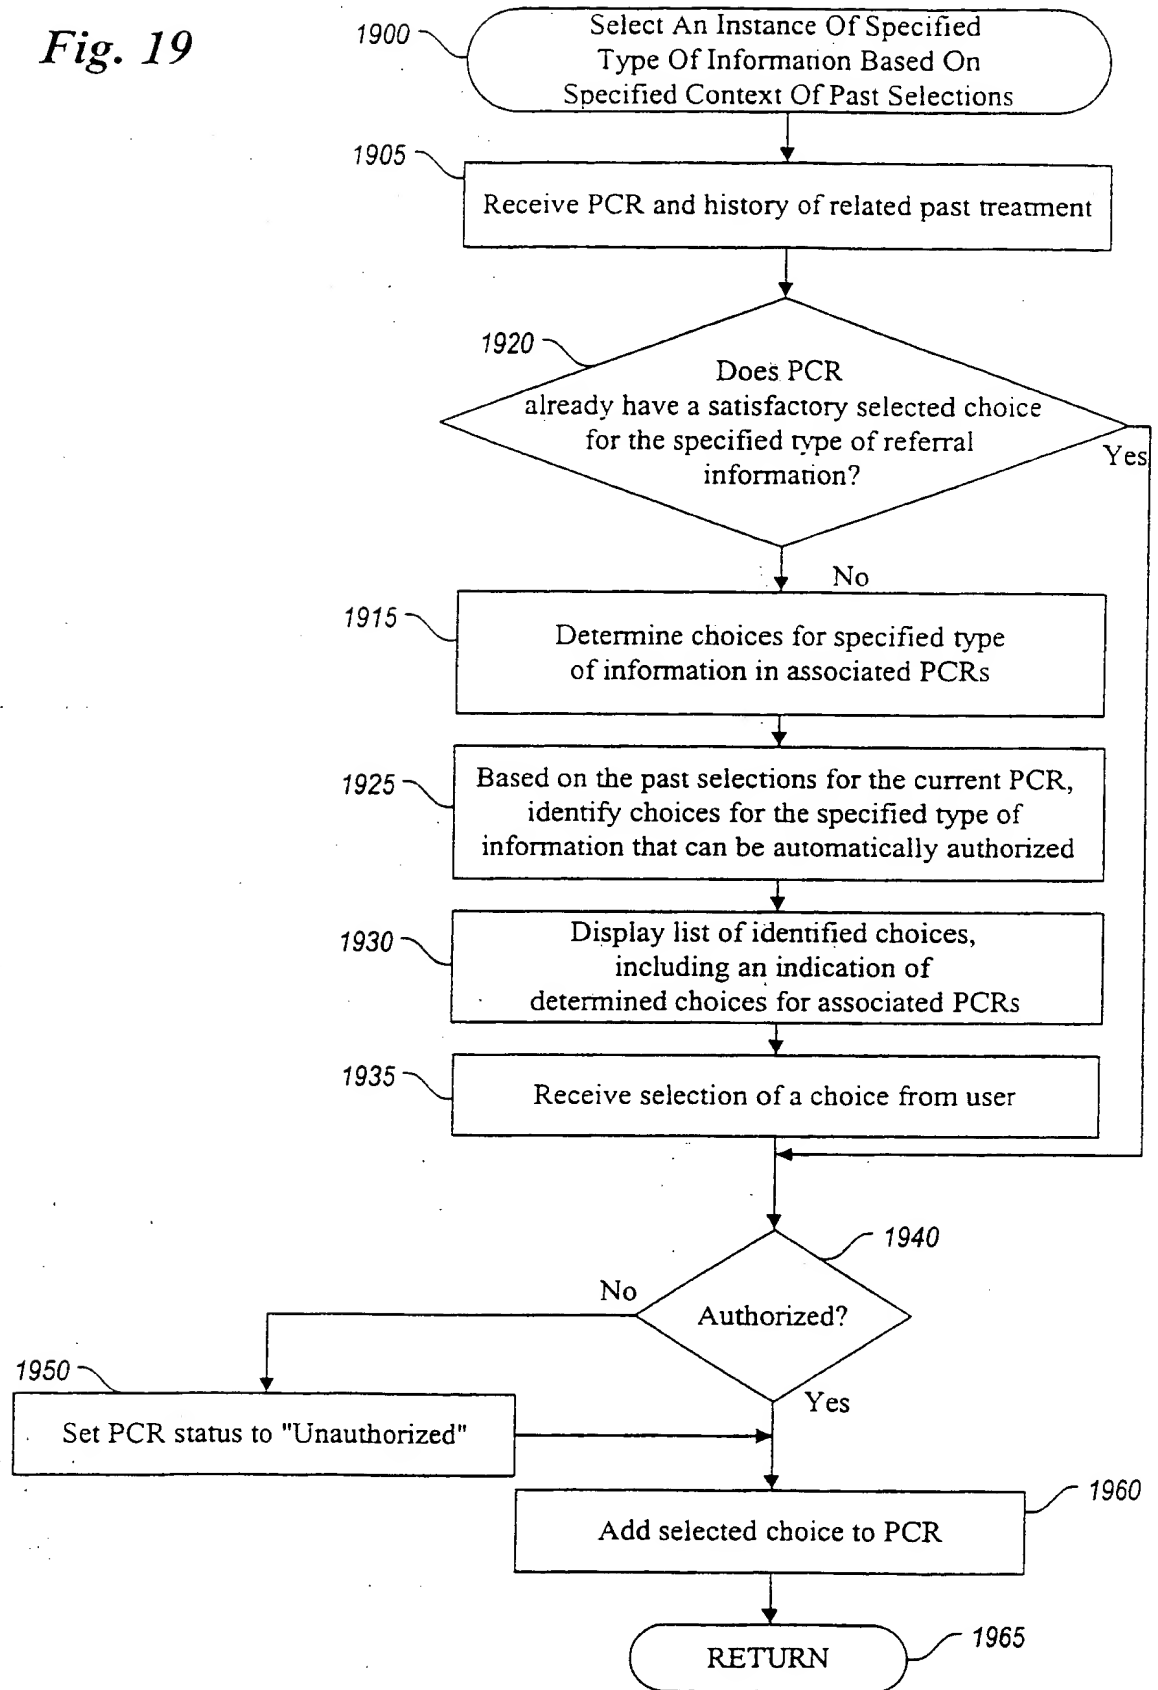 Fig. 19
1900
Select An Instance Of Specified
Type Of Information Based On
Specified Context Of Past Selections
1905
Receive PCR and history of related past treatment
1920
Does PCR
already have a satisfactory selected choice
for the specified type of referral
information?
Yes
No
1915
Determine choices for specified type
of information in associated PCRs
1925
Based on the past selections for the current PCR,
identify choices for the specified type of
information that can be automatically authorized
1930
Display list of identified choices,
including an indication of
determined choices for associated PCRs
1935
Receive selection of a choice from user
1940
No
Authorized?
1950
Yes
Set PCR status to "Unauthorized"
1960
Add selected choice to PCR
1965
RETURN